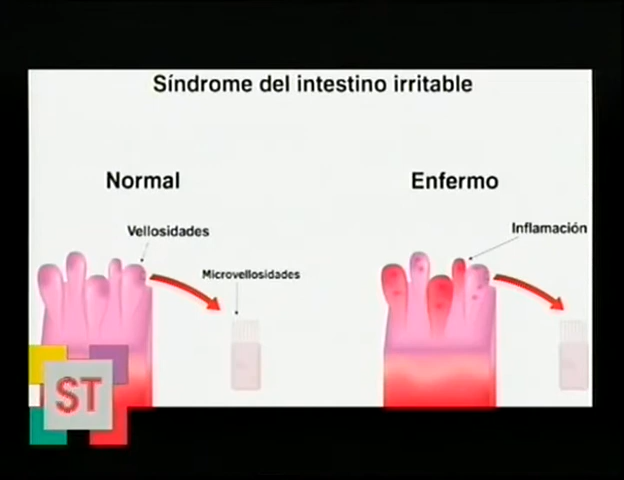 Síndrome del intestino irritable
Normal
Enfermo
Vellosidades
Inflamación
Microvellosidades
ST